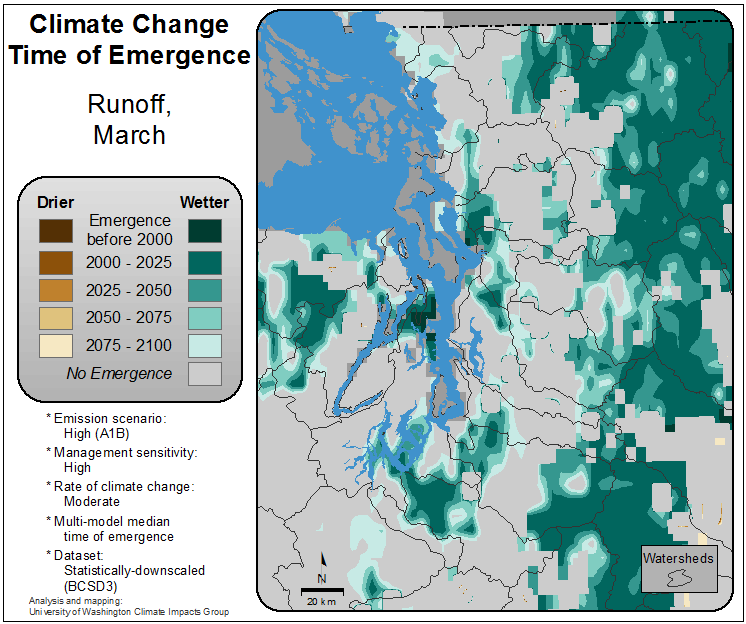 Climate Change
Time of Emergence
Runoff,
March
Drier
Wetter
Emergence
before 2000
2000 - 2025
2025 - 2050
2050 - 2075
2075 - 2100
No Emergence
* Emission scenario:
High (A1B)
* Management sensitivity:
High
* Rate of climate change:
Moderate
* Multi-model median
time of emergence
* Dataset:
Statistically-downscaled
(BCSD3)
Analysis and mapping:
University of Washington Climate Impacts Group
N
20 km
Watersheds